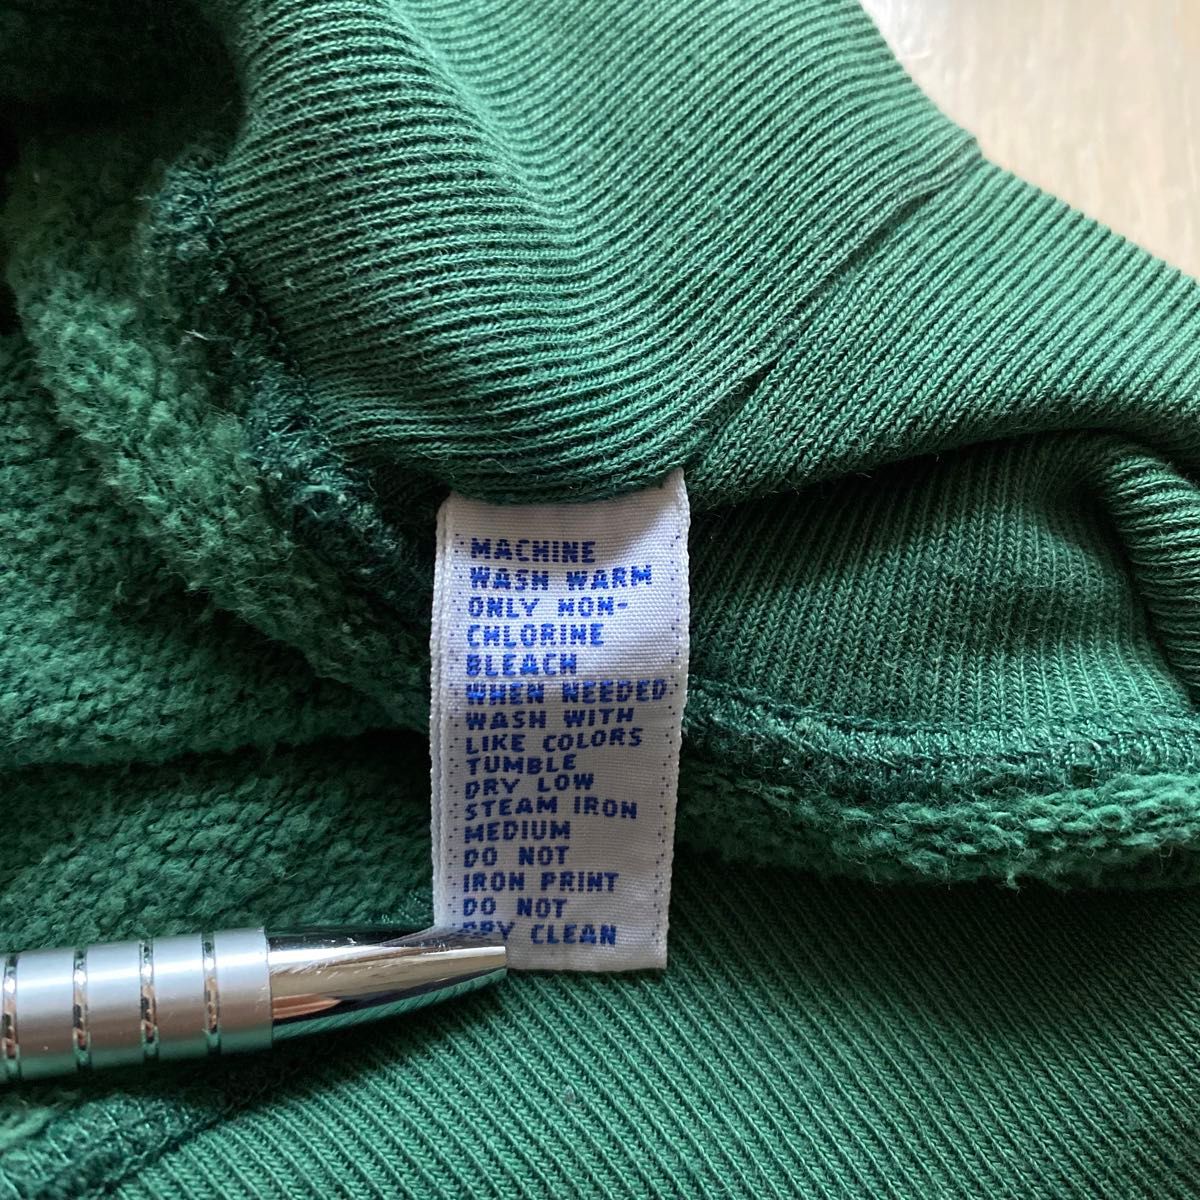 MACHINE
WASH WARM
ONLY NON-
CHLORINE
BLEACH
WHEN NEEDED
WASH WITH
LIKE COLORS
TUMBLE
DRY LOW
STEAM IRON
MEDIUM
DO NOT
IRON PRINT
DO NOT
DRY CLEAN